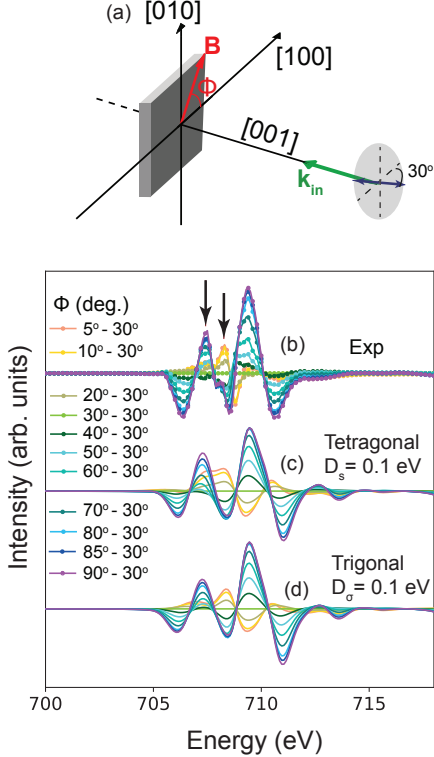 (a)
[010]
B
Φ
[100]
[001]
k_in
30°
Φ (deg.)
5° - 30°
10° - 30°
20° - 30°
30° - 30°
40° - 30°
50° - 30°
60° - 30°
70° - 30°
80° - 30°
85° - 30°
90° - 30°
(b)
Exp
(c)
Tetragonal
D_s = 0.1 eV
(d)
Trigonal
D_σ = 0.1 eV
Intensity (arb. units)
700
705
710
715
Energy (eV)